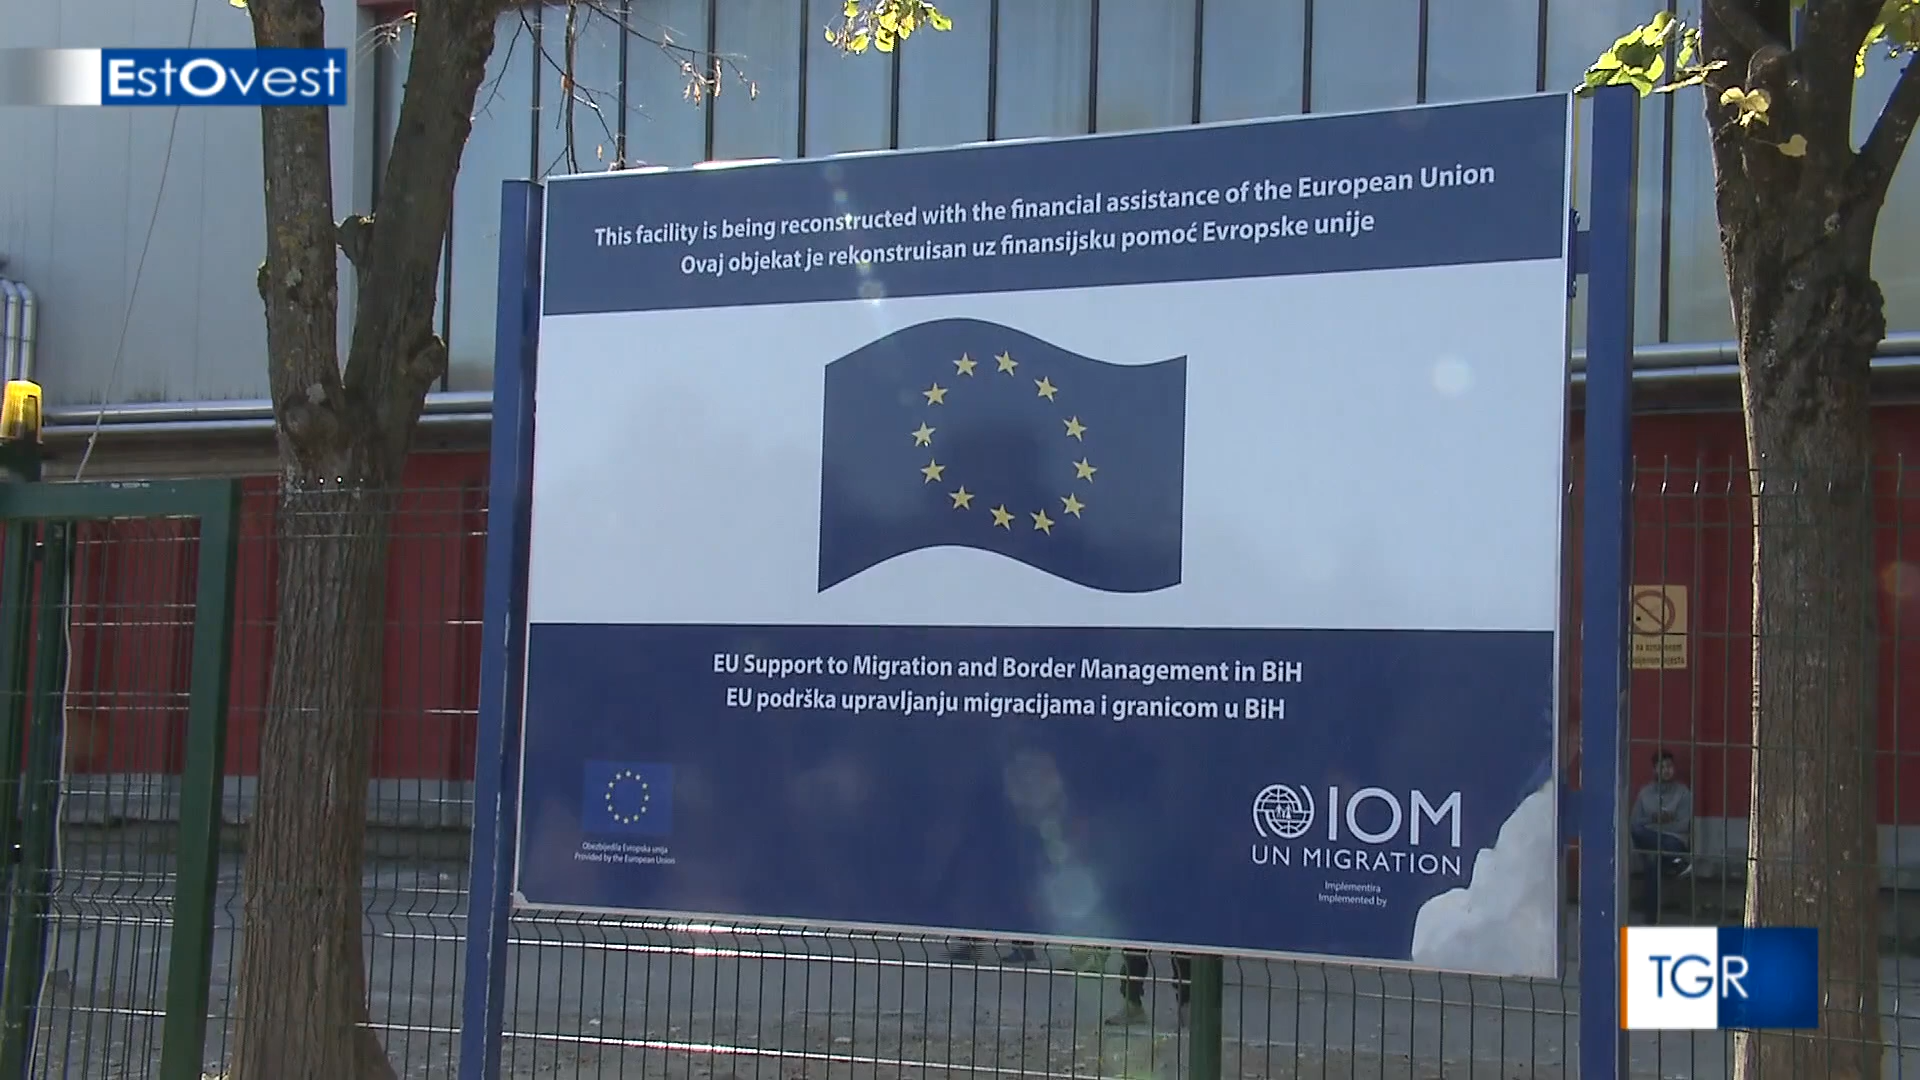 EstOvest
This facility is being reconstructed with the financial assistance of the European Union
Ovaj objekat je rekonstruisan uz finansijsku pomoć Evropske unije
EU Support to Migration and Border Management in BiH
EU podrška upravljanju migracijama i granicom u BiH
Obezbijedila Evropska unija
Provided by the European Union
IOM
UN MIGRATION
Implementira
Implemented by
TGR